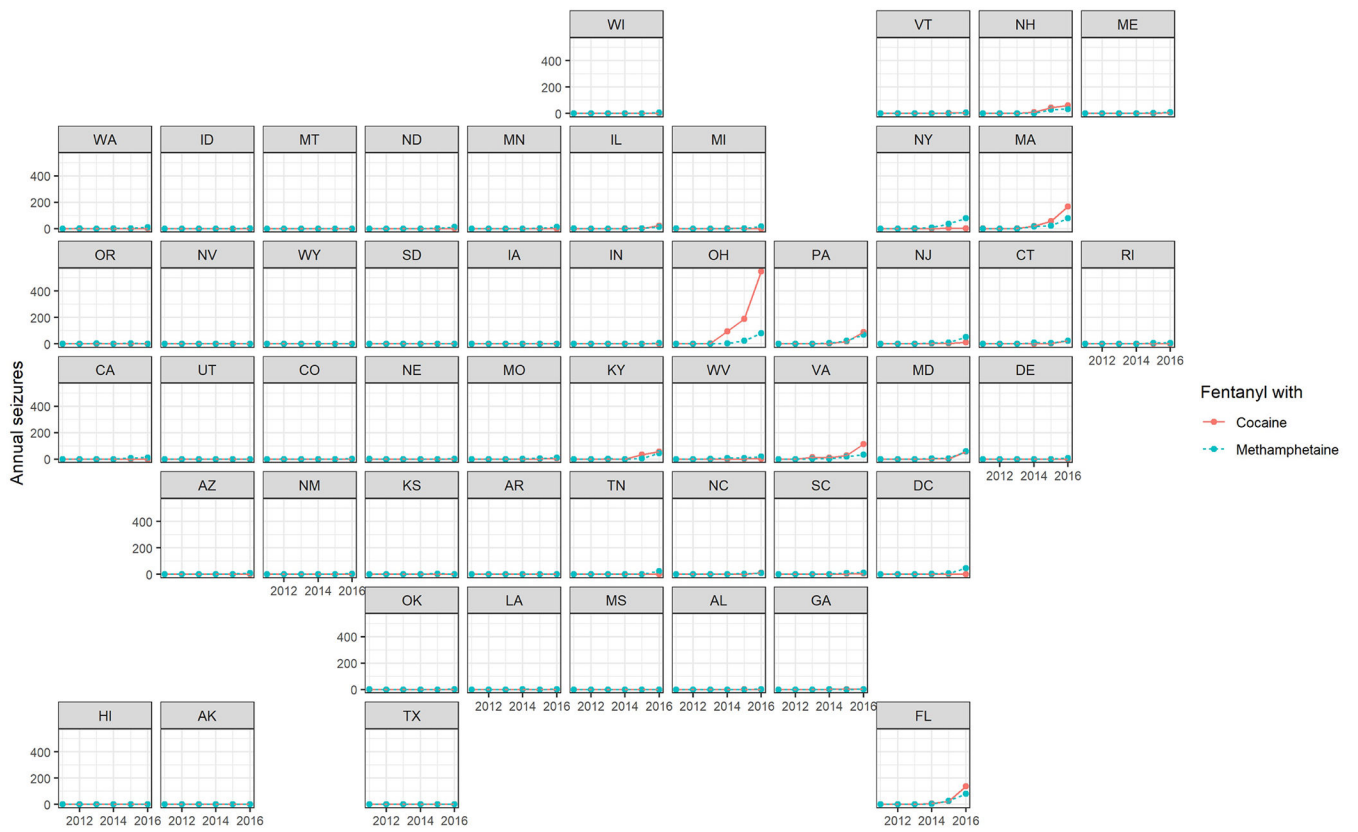 WI VT NH ME
400
200
0
WA ID MT ND MN IL MI NY MA
400
200
0
OR NV WY SD IA IN OH PA NJ CT RI
400
200
0
2012 2014 2016
CA UT CO NE MO KY WV VA MD DE
400
200
0
2012 2014 2016
AZ NM KS AR TN NC SC DC
400
200
0
2012 2014 2016
OK LA MS AL GA
400
200
0
2012 2014 2016 2012 2014 2016 2012 2014 2016 2012 2014 2016
HI AK TX FL
400
200
0
2012 2014 2016 2012 2014 2016 2012 2014 2016 2012 2014 2016
Annual seizures
Fentanyl with
Cocaine
Methamphetaine